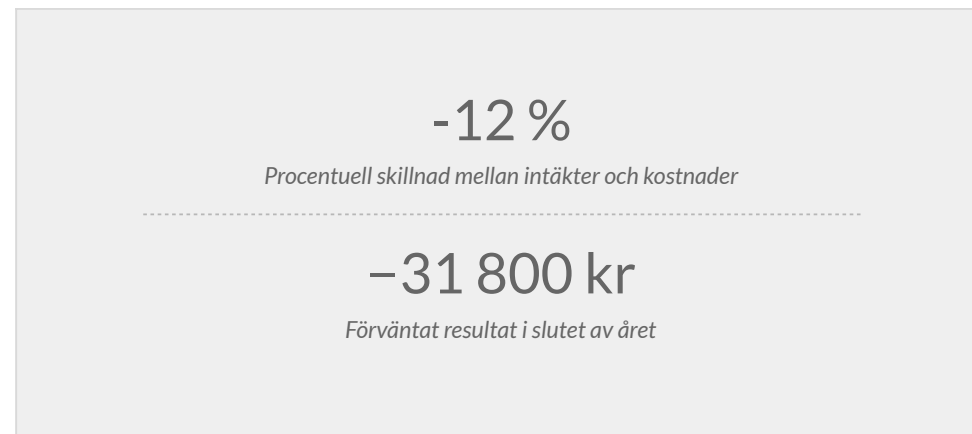 -12 %
Procentuell skillnad mellan intäkter och kostnader
−31 800 kr
Förväntat resultat i slutet av året